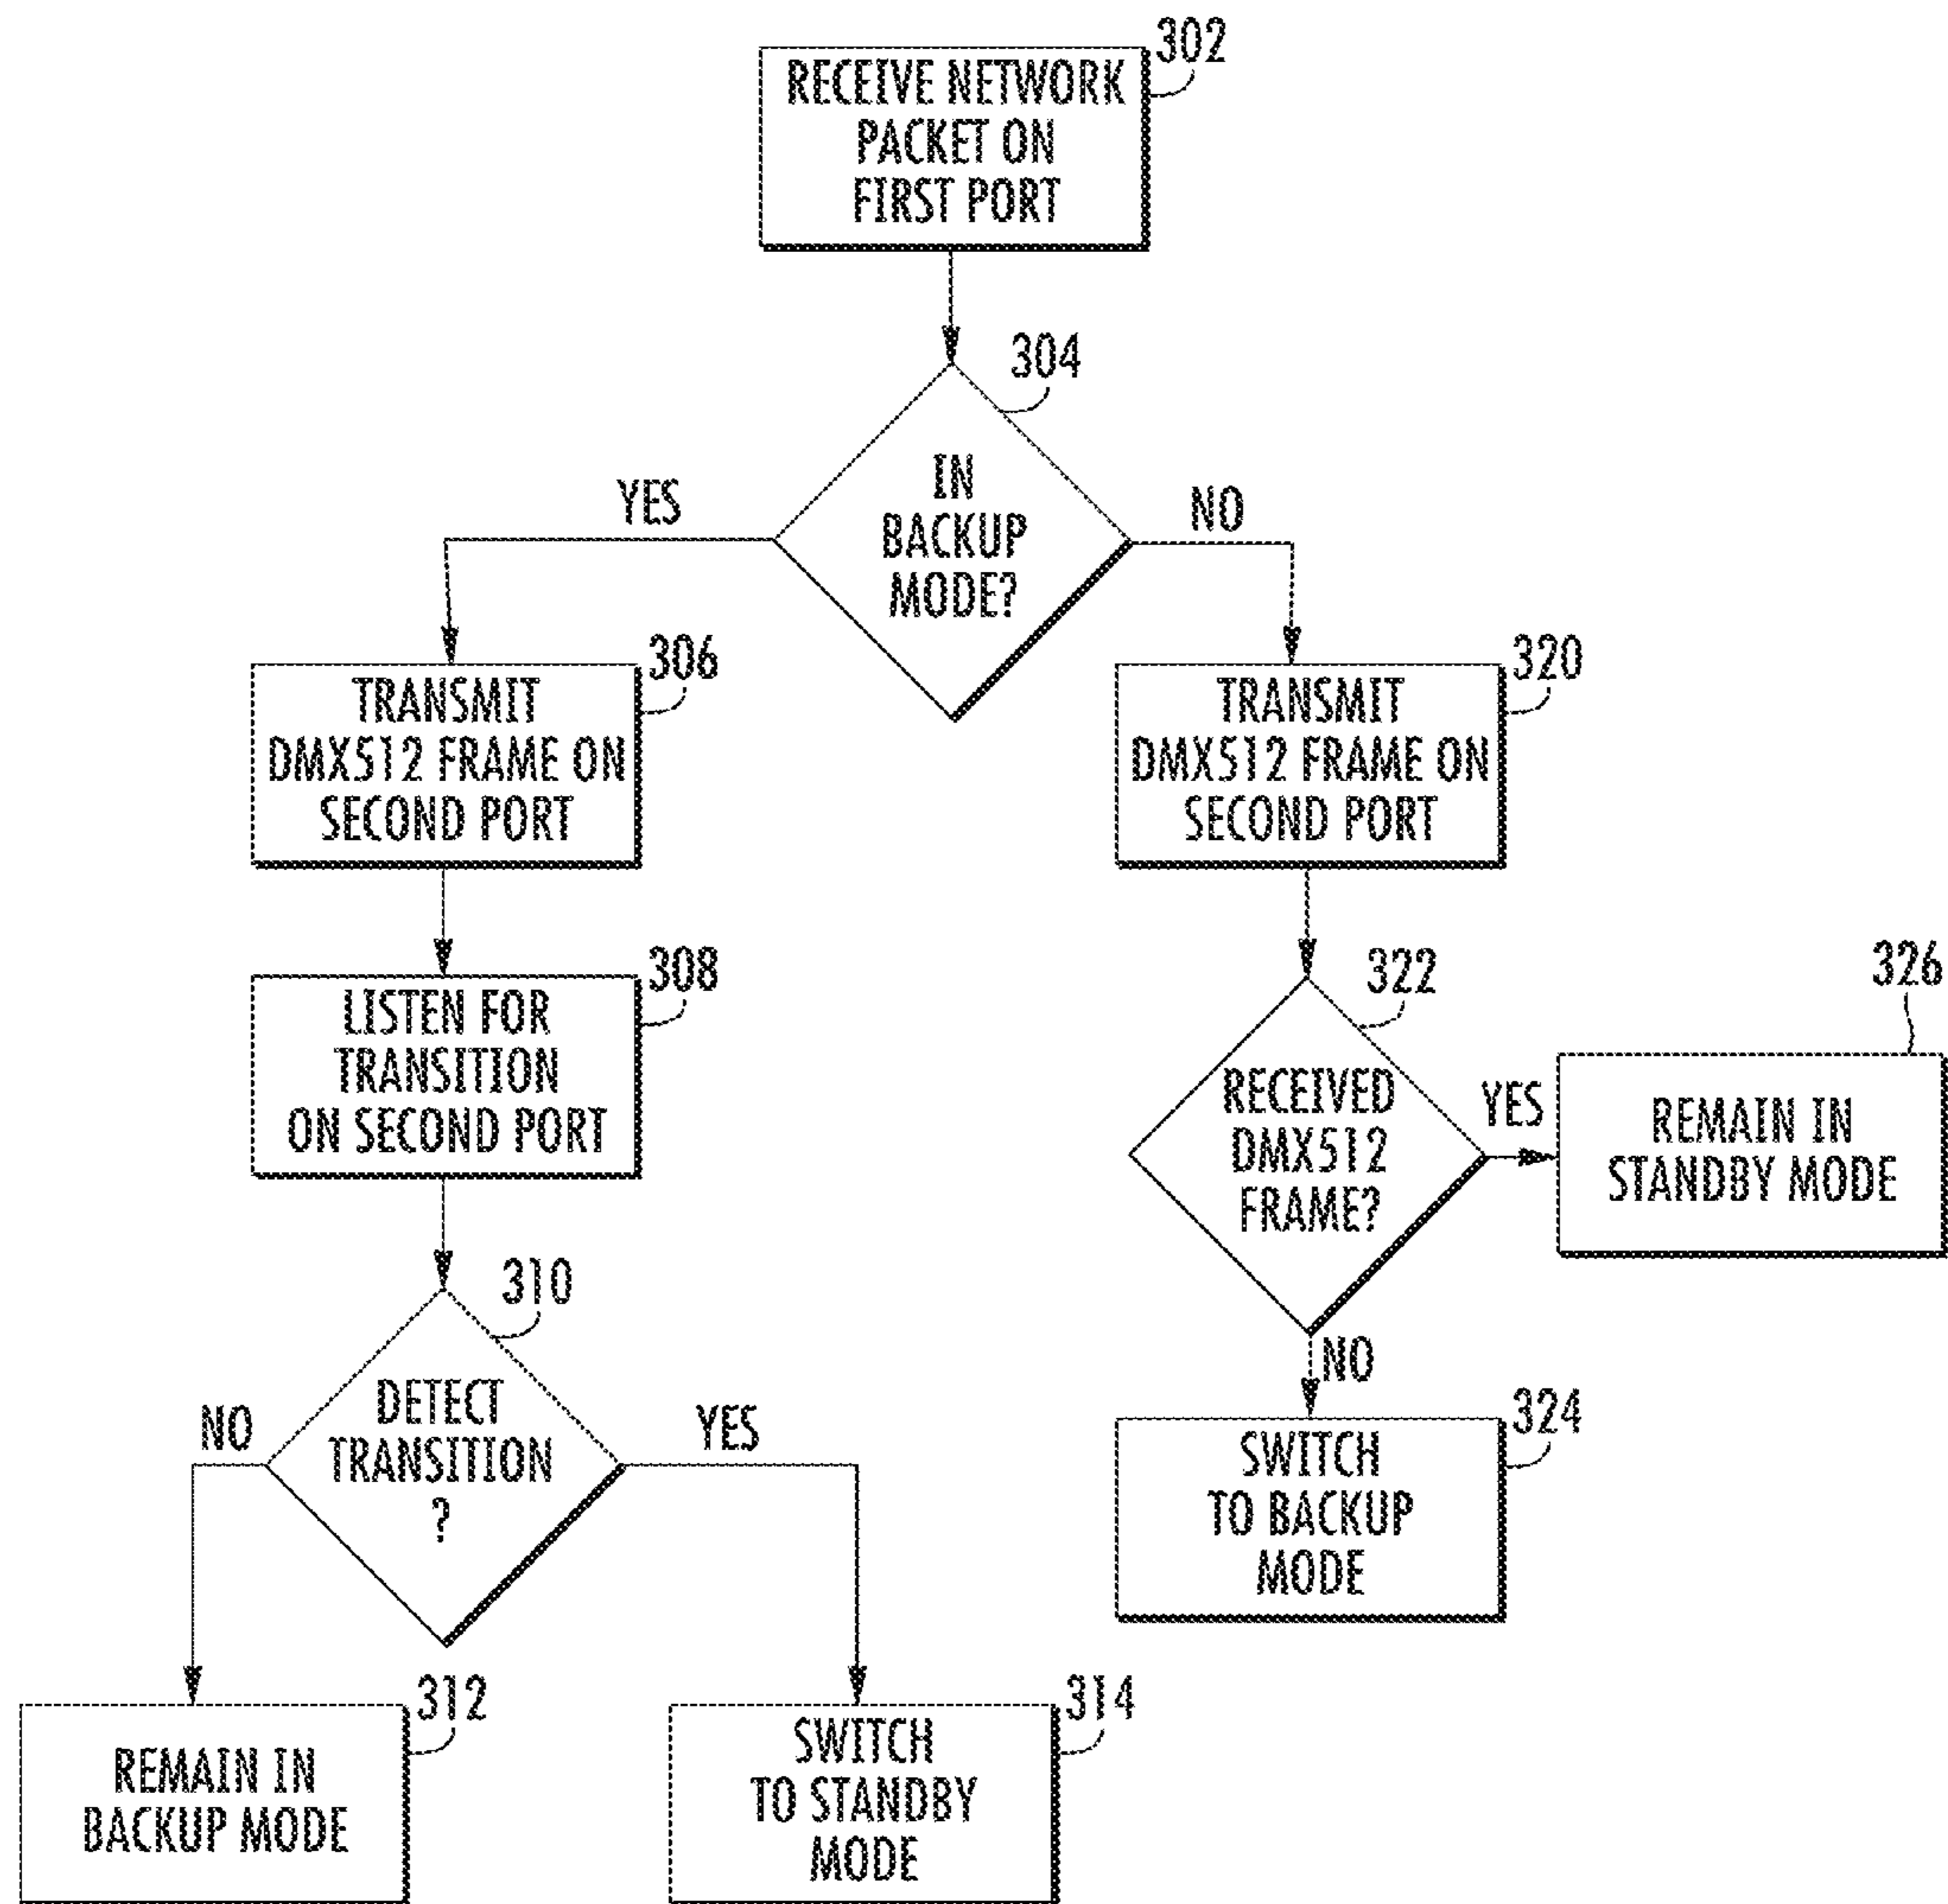 302
RECEIVE NETWORK
PACKET ON
FIRST PORT
304
IN
BACKUP
MODE?
YES
NO
306
TRANSMIT
DMX512 FRAME ON
SECOND PORT
320
TRANSMIT
DMX512 FRAME ON
SECOND PORT
308
LISTEN FOR
TRANSITION
ON SECOND PORT
322
RECEIVED
DMX512
FRAME?
YES
326
REMAIN IN
STANDBY MODE
NO
324
SWITCH
TO BACKUP
MODE
310
DETECT
TRANSITION
?
NO
YES
312
REMAIN IN
BACKUP MODE
314
SWITCH
TO STANDBY
MODE